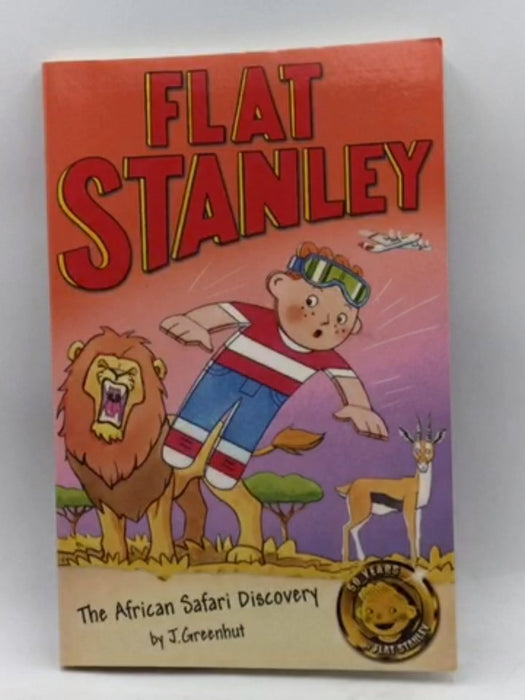 FLAT
STANLEY
The African Safari Discovery
by J.Greenhut
50 YEARS
FLAT STANLEY